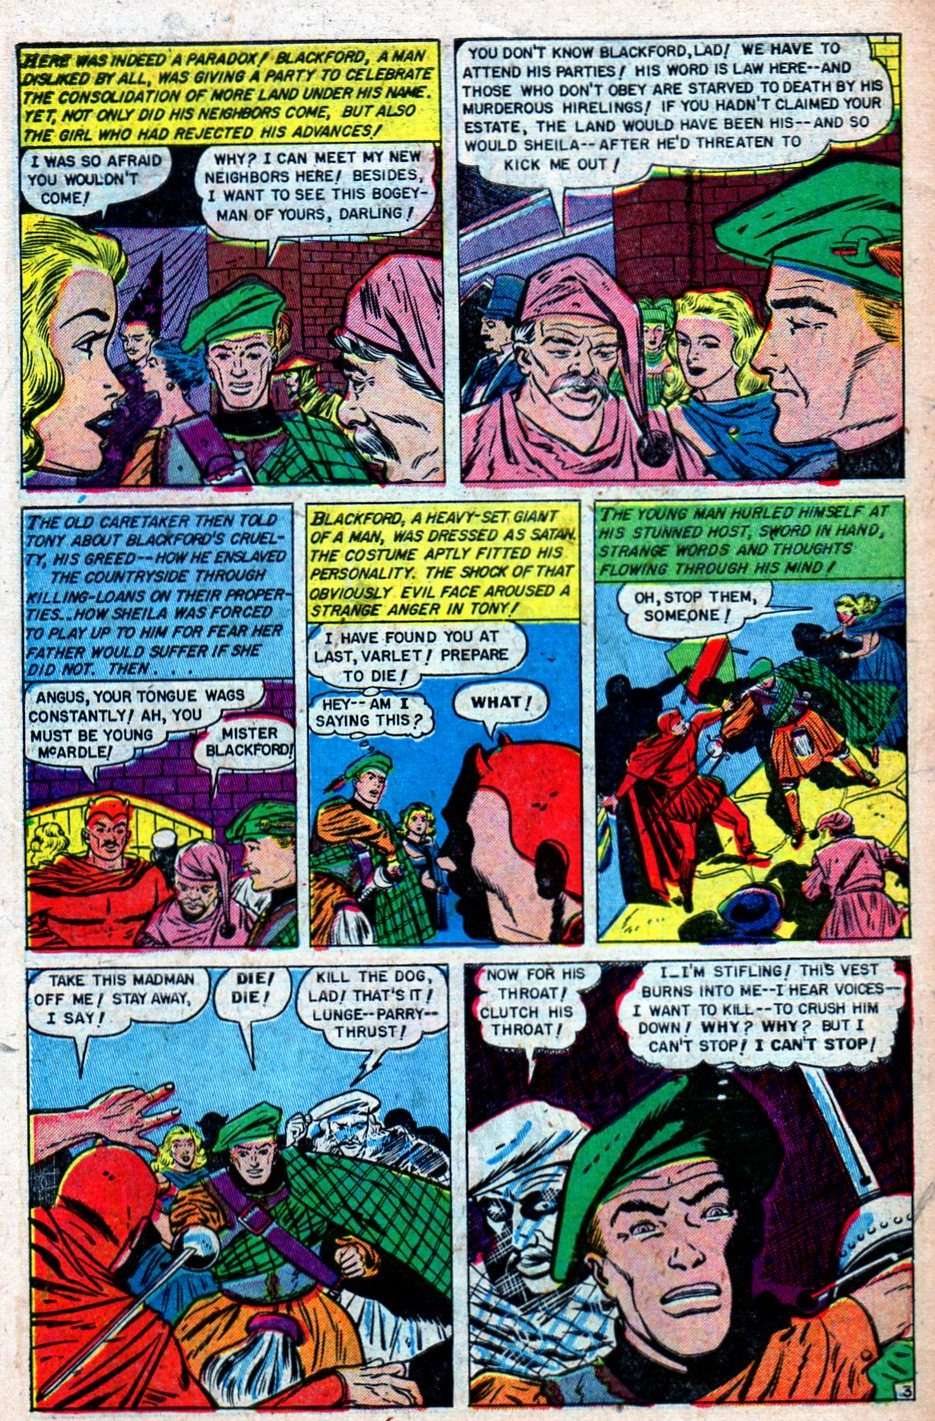 HERE WAS INDEED A PARADOX! BLACKFORD, A MAN
DISLIKED BY ALL, WAS GIVING A PARTY TO CELEBRATE
THE CONSOLIDATION OF MORE LAND UNDER HIS NAME.
YET, NOT ONLY DID HIS NEIGHBORS COME, BUT ALSO
THE GIRL WHO HAD REJECTED HIS ADVANCES!
I WAS SO AFRAID
YOU WOULDN'T
COME!
WHY? I CAN MEET MY NEW
NEIGHBORS HERE! BESIDES,
I WANT TO SEE THIS BOGEY-
MAN OF YOURS, DARLING!
YOU DON'T KNOW BLACKFORD, LAD! WE HAVE TO
ATTEND HIS PARTIES! HIS WORD IS LAW HERE--AND
THOSE WHO DON'T OBEY ARE STARVED TO DEATH BY HIS
MURDEROUS HIRELINGS! IF YOU HADN'T CLAIMED YOUR
ESTATE, THE LAND WOULD HAVE BEEN HIS--AND SO
WOULD SHEILA--AFTER HE'D THREATEN TO
KICK ME OUT!
THE OLD CARETAKER THEN TOLD
TONY ABOUT BLACKFORD'S CRUEL-
TY, HIS GREED--HOW HE ENSLAVED
THE COUNTRYSIDE THROUGH
KILLING-LOANS ON THEIR PROPER-
TIES...HOW SHEILA WAS FORCED
TO PLAY UP TO HIM FOR FEAR HER
FATHER WOULD SUFFER IF SHE
DID NOT. THEN . . . .
ANGUS, YOUR TONGUE WAGS
CONSTANTLY! AH, YOU
MUST BE YOUNG
McARDLE!
MISTER
BLACKFORD!
BLACKFORD, A HEAVY-SET, GIANT
OF A MAN, WAS DRESSED AS SATAN.
THE COSTUME APTLY FITTED HIS
PERSONALITY. THE SHOCK OF THAT
OBVIOUSLY EVIL FACE AROUSED A
STRANGE ANGER IN TONY!
I HAVE FOUND YOU AT
LAST, VARLET! PREPARE
TO DIE!
HEY--AM I
SAYING THIS?
WHAT!
THE YOUNG MAN HURLED HIMSELF AT
HIS STUNNED HOST, SWORD IN HAND,
STRANGE WORDS AND THOUGHTS
FLOWING THROUGH HIS MIND!
OH, STOP THEM,
SOMEONE!
TAKE THIS MADMAN
OFF ME! STAY AWAY,
I SAY!
DIE!
DIE!
KILL THE DOG,
LAD! THAT'S IT!
LUNGE--PARRY--
THRUST!
NOW FOR HIS
THROAT!
CLUTCH HIS
THROAT!
I--I'M STIFLING! THIS VEST
BURNS INTO ME--I HEAR VOICES--
I WANT TO KILL--TO CRUSH HIM
DOWN! WHY? WHY? BUT I
CAN'T STOP! I CAN'T STOP!
3